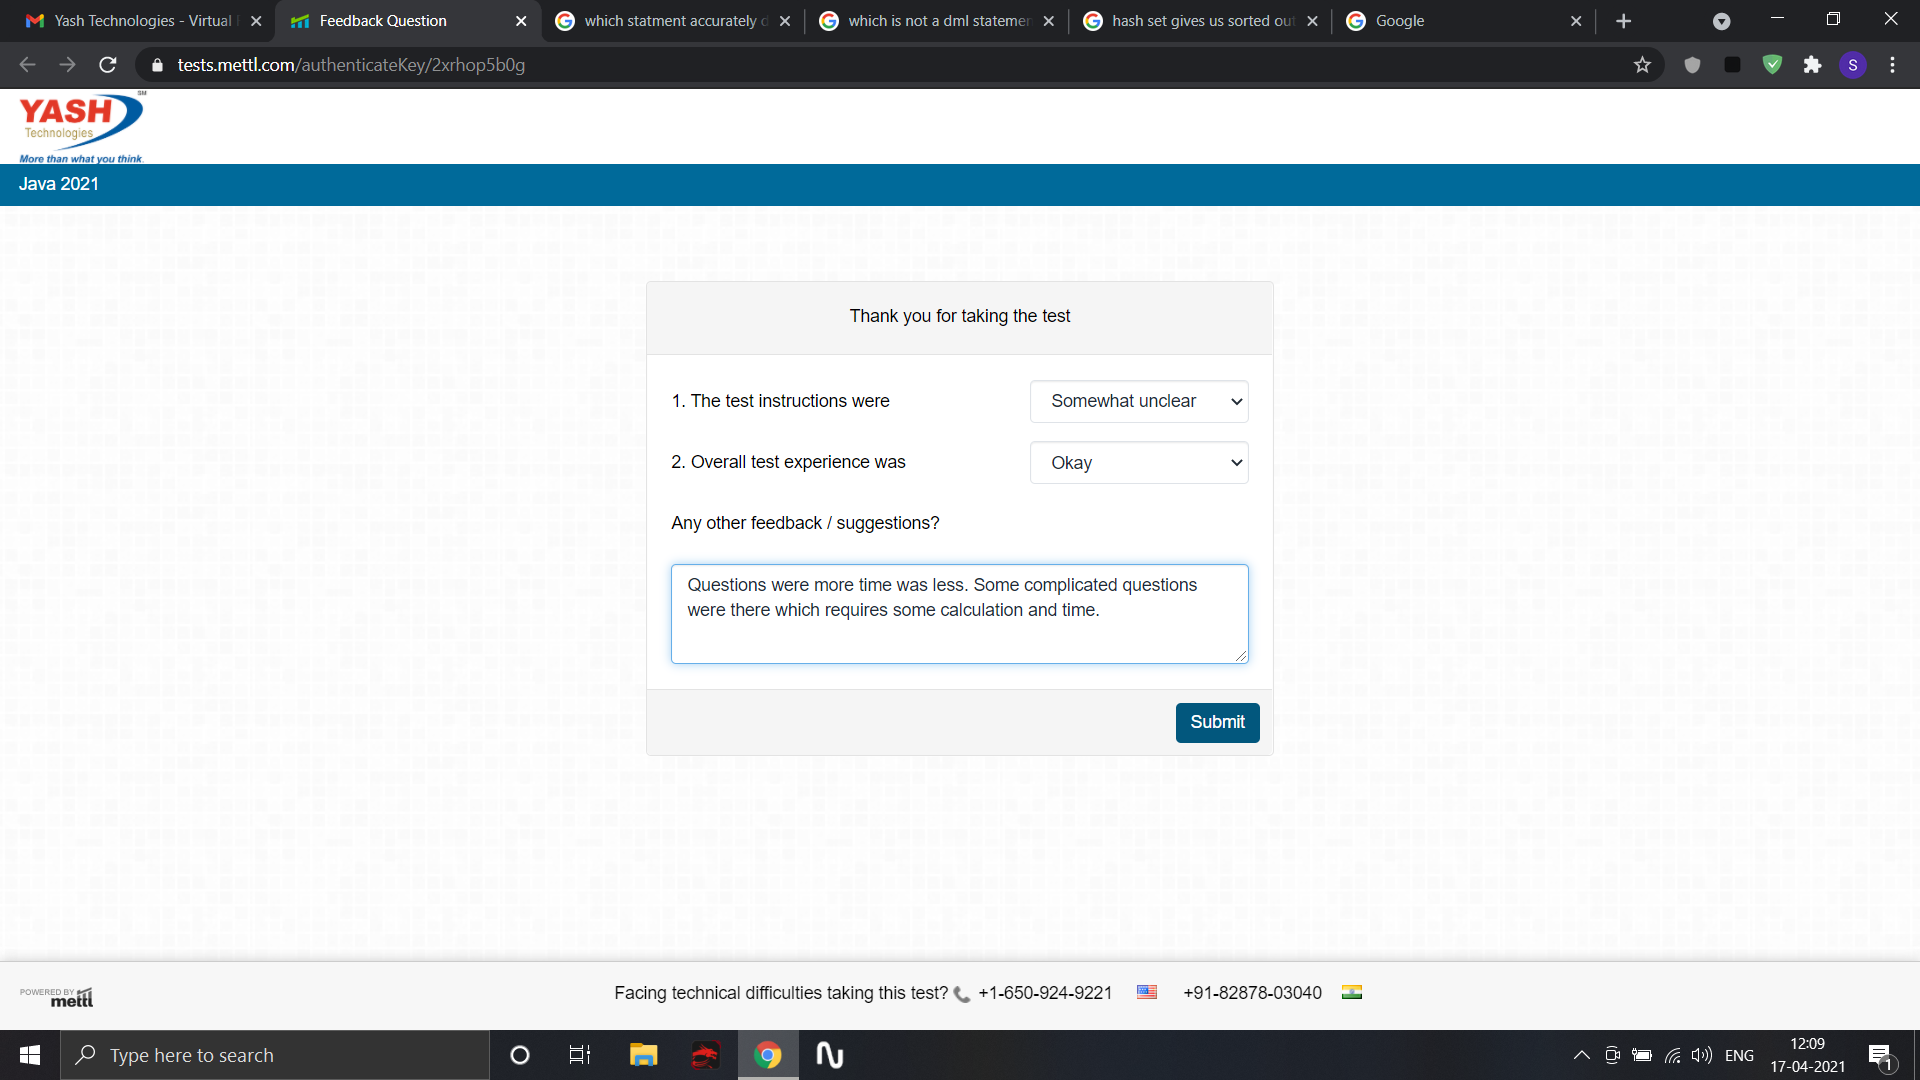 Yash Technologies - Virtual
Feedback Question
which statment accurately d
which is not a dml statemen
hash set gives us sorted out
Google
tests.mettl.com/authenticateKey/2xrhop5b0g
S
YASH
SM
Technologies
More than what you think.
Java 2021
Thank you for taking the test
1. The test instructions were
Somewhat unclear
2. Overall test experience was
Okay
Any other feedback / suggestions?
Questions were more time was less. Some complicated questions
were there which requires some calculation and time.
Submit
POWERED BY
mettl
Facing technical difficulties taking this test? +1-650-924-9221 +91-82878-03040
Type here to search
ENG
12:09
17-04-2021
1